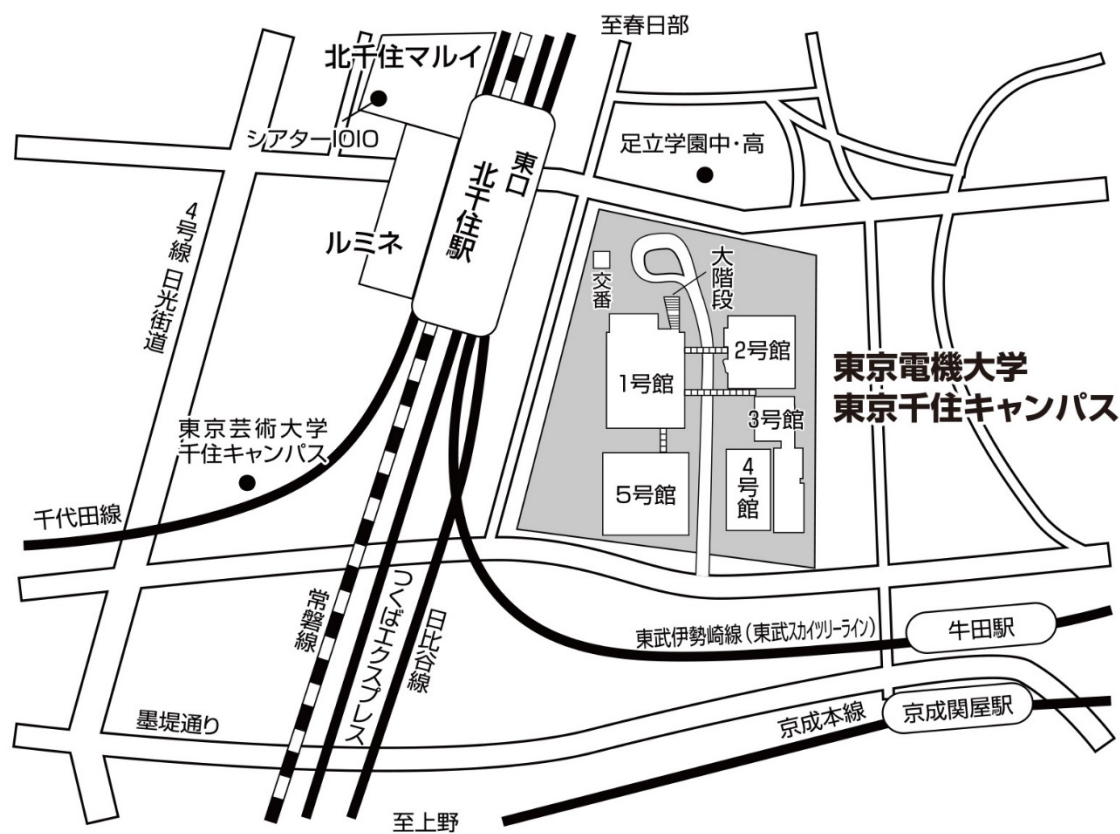 至春日部
北千住マルイ
シアター1010
足立学園中・高
東口
北千住駅
ルミネ
4号線 日光街道
交番
大階段
1号館
2号館
3号館
4号館
5号館
東京電機大学
東京千住キャンパス
東京芸術大学
千住キャンパス
千代田線
常磐線
つくばエクスプレス
日比谷線
東武伊勢崎線(東武スカイツリーライン)
牛田駅
墨堤通り
京成本線
京成関屋駅
至上野